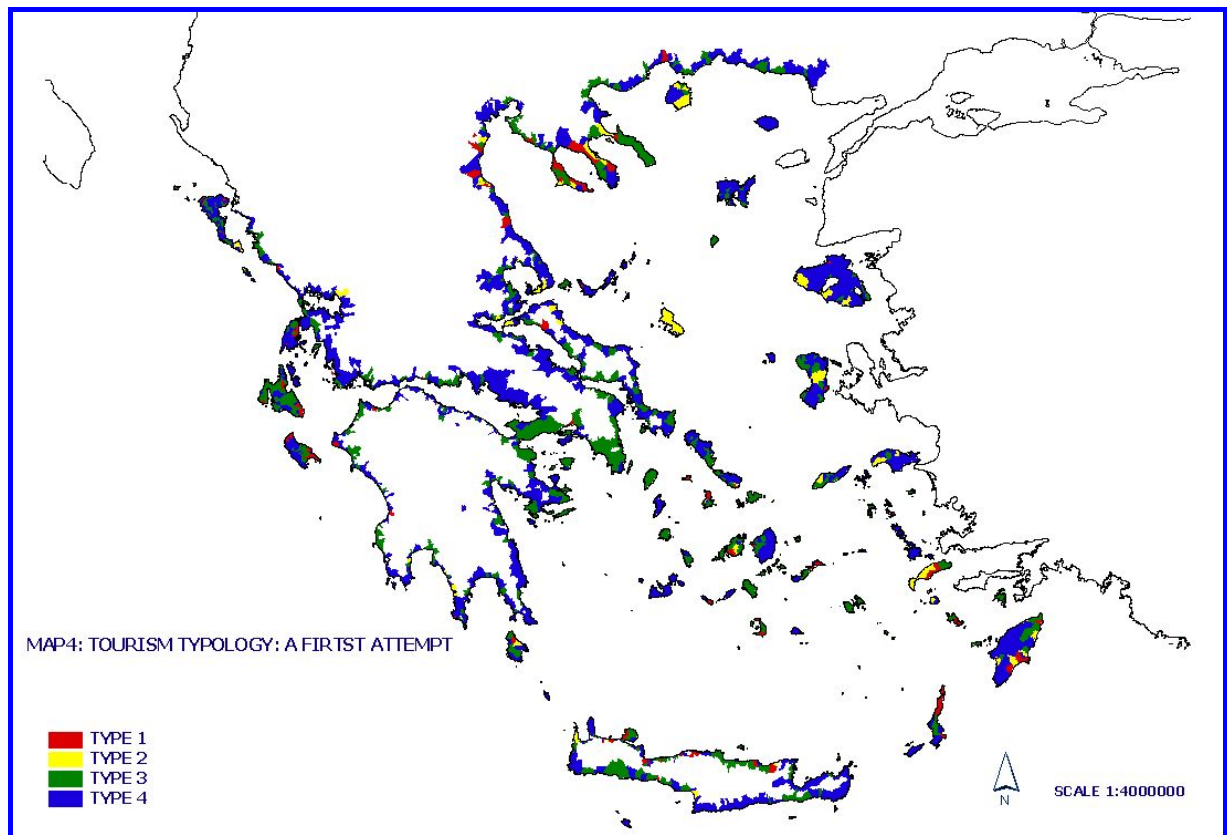 MAP4: TOURISM TYPOLOGY: A FIRTST ATTEMPT
TYPE 1
TYPE 2
TYPE 3
TYPE 4
N
SCALE 1:4000000